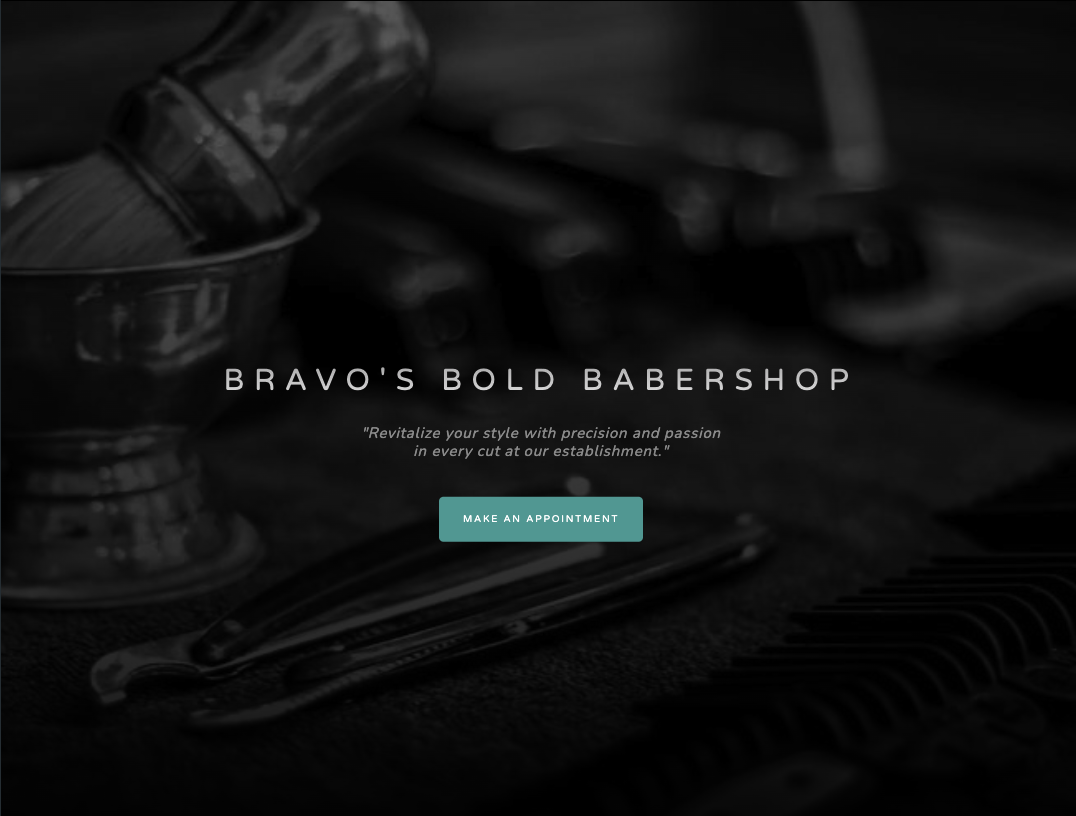 BRAVO'S BOLD BABERSHOP
"Revitalize your style with precision and passion
in every cut at our establishment."
MAKE AN APPOINTMENT